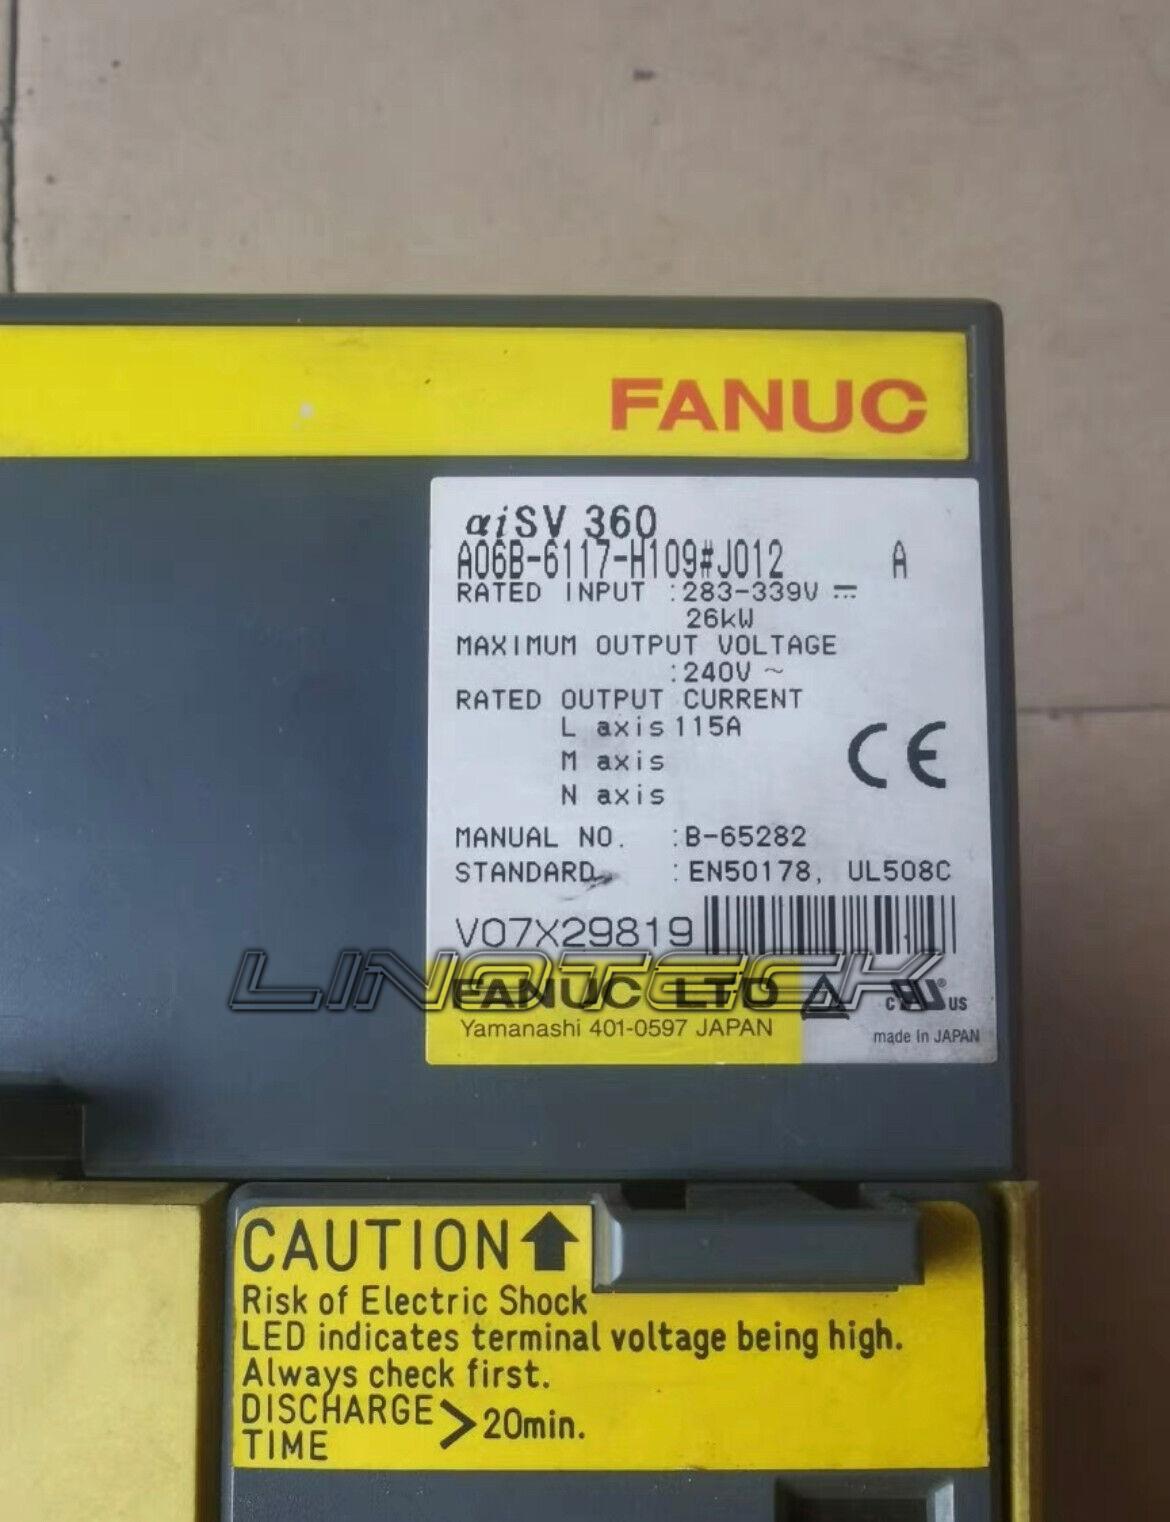 FANUC
αiSV 360
A06B-6117-H109#J012 A
RATED INPUT :283-339V ⎓
26kW
MAXIMUM OUTPUT VOLTAGE
:240V ~
RATED OUTPUT CURRENT
L axis 115A
M axis
N axis
CE
MANUAL NO. :B-65282
STANDARD :EN50178, UL508C
V07X29819
LINOTECK
FANUC LTD
Yamanashi 401-0597 JAPAN
c US
made in JAPAN
CAUTION
Risk of Electric Shock
LED indicates terminal voltage being high.
Always check first.
DISCHARGE TIME > 20min.